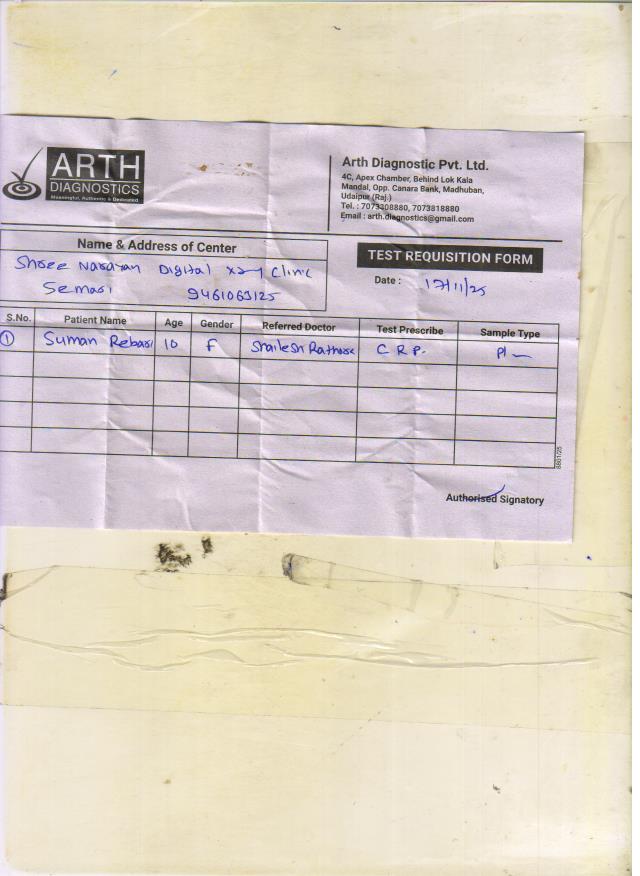 ARTH
DIAGNOSTICS
Meaningful, Authentic & Dedicated
Arth Diagnostic Pvt. Ltd.
4C, Apex Chamber, Behind Lok Kala
Mandal, Opp. Canara Bank, Madhuban,
Udaipur (Raj.)
Tel. : 7073308880, 7073818880
Email : arth.diagnostics@gmail.com
Name & Address of Center
Shree Narayan Digital Xray Clinic
Semari 9461069125
TEST REQUISITION FORM
Date : 17/11/25
S.No. Patient Name Age Gender Referred Doctor Test Prescribe Sample Type
1 Suman Rebari 10 F Shailesh Rathore C R P. Pl
Authorised Signatory